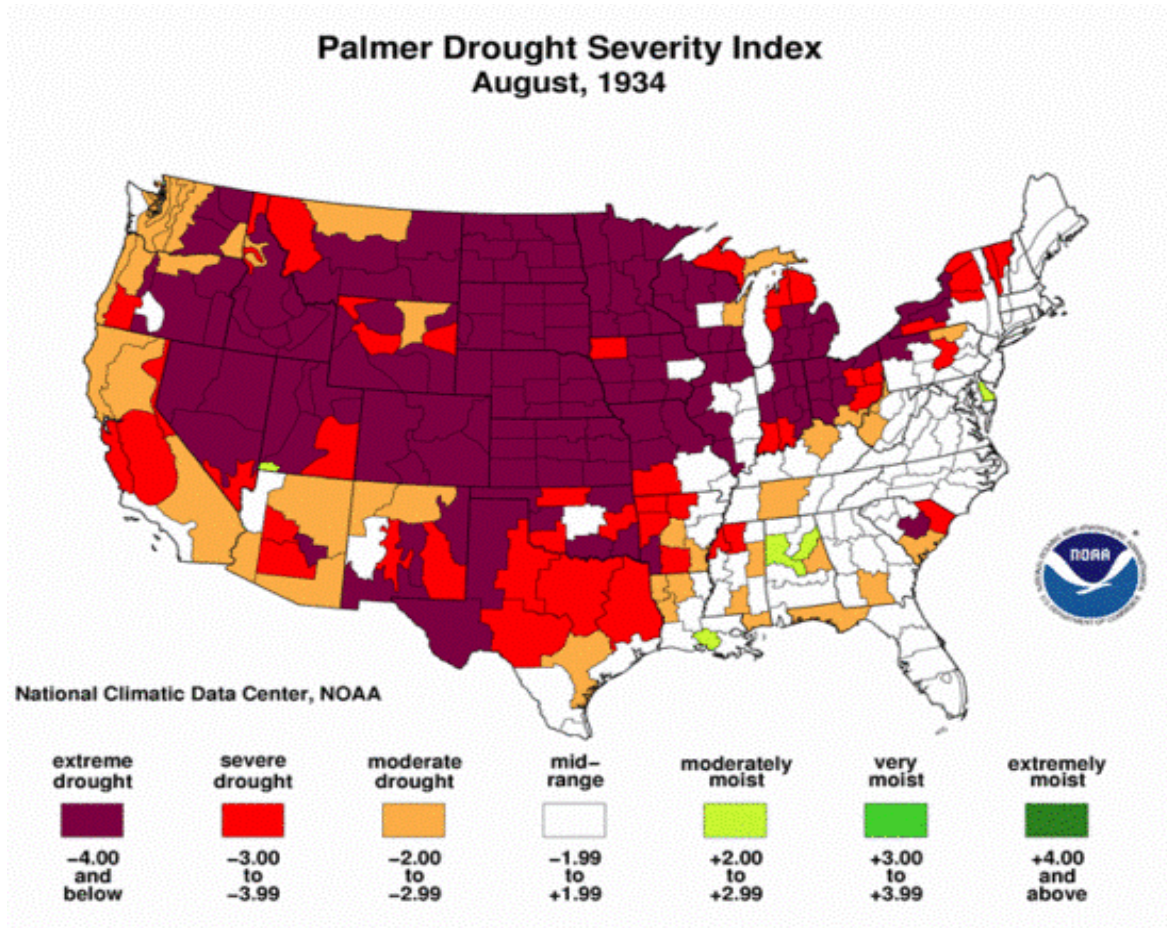 Palmer Drought Severity Index
August, 1934
NOAA
National Climatic Data Center, NOAA
extreme drought
severe drought
moderate drought
mid-range
moderately moist
very moist
extremely moist
-4.00 and below
-3.00 to -3.99
-2.00 to -2.99
-1.99 to +1.99
+2.00 to +2.99
+3.00 to +3.99
+4.00 and above